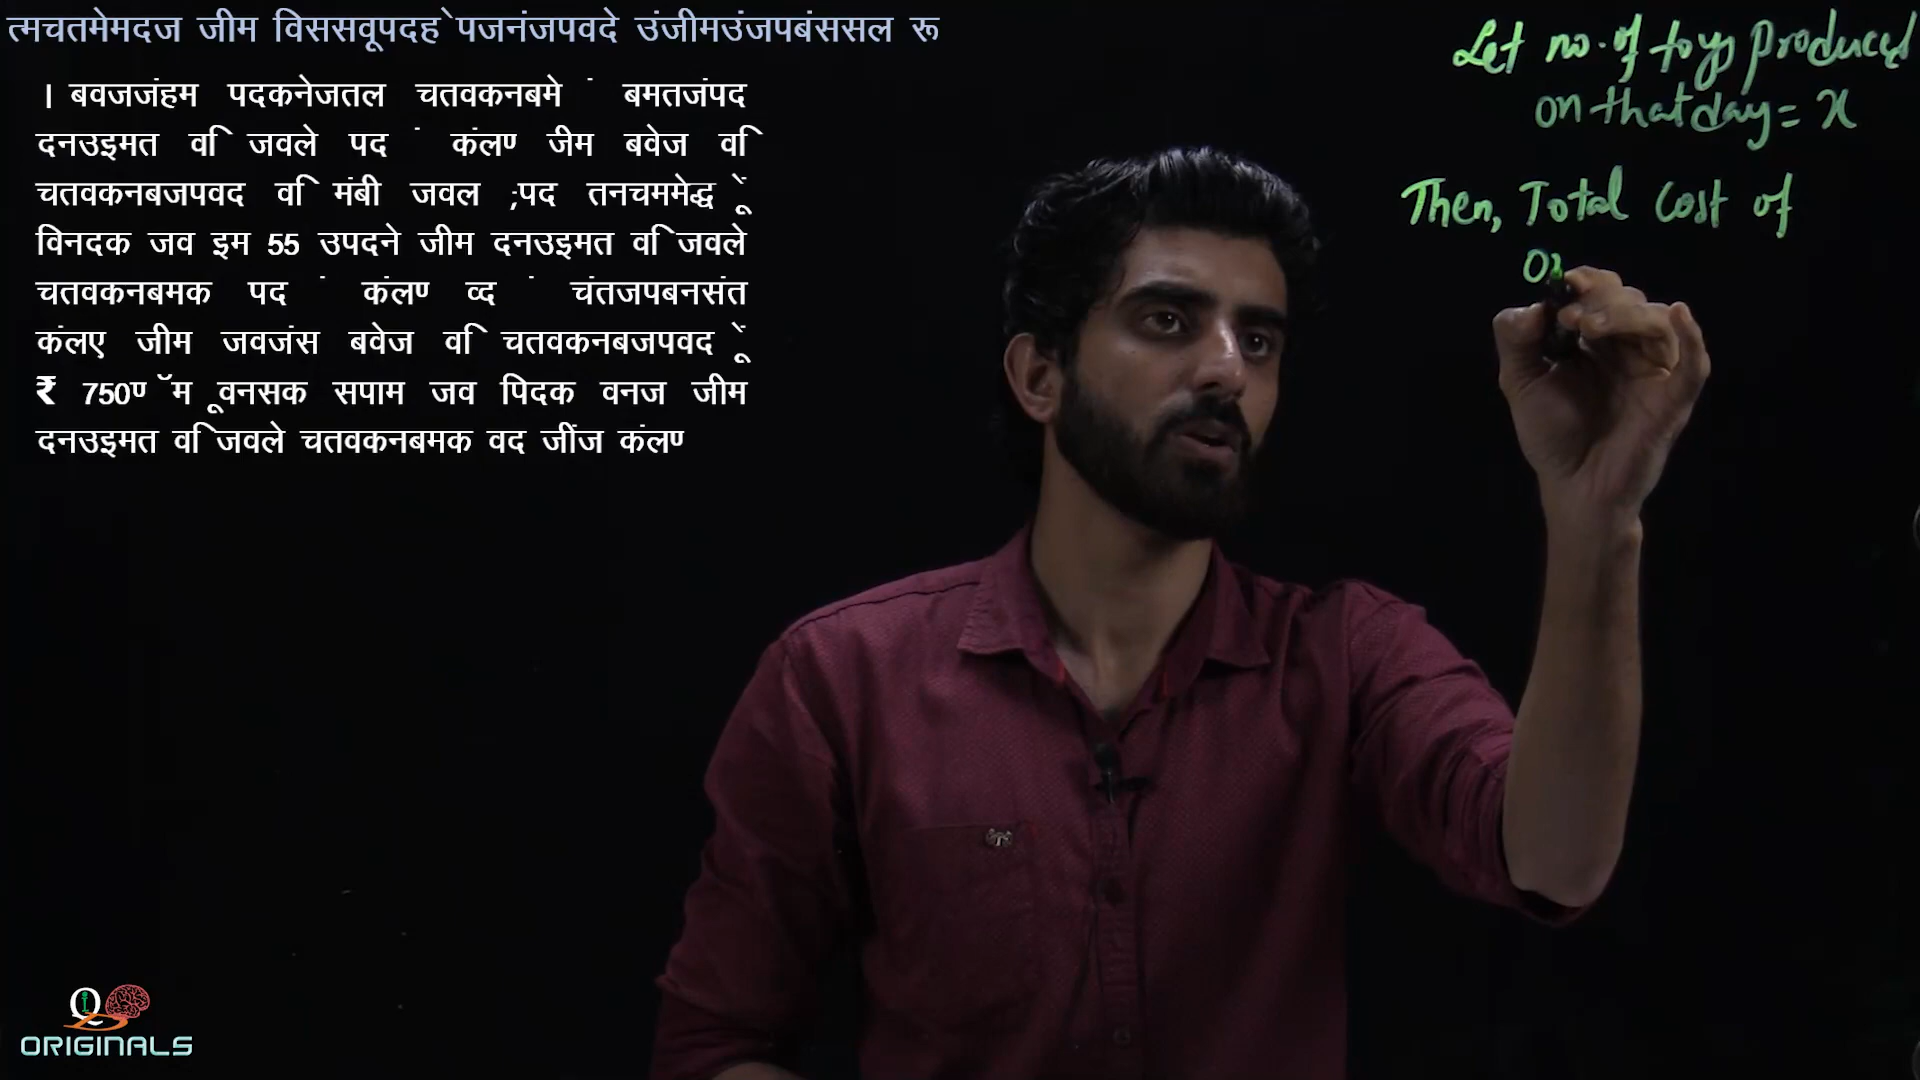 त्मचतमेमदज जीम विससवूपदह ेपजनंजपवदे उंजीमउंजपबंससल रू
। बवजजंहम पदकनेजतल चतवकनबमे ं बमतजंपद
दनउइमत वि जवले पद ं कंलण जीम बवेज वि
चतवकनबजपवद वि मंबी जवल ;पद तनचममेद्ध ूें
विनदक जव इम 55 उपदने जीम दनउइमत वि जवले
चतवकनबमक पद ं कंलण व्द ं चंतजपबनसंत
कंलए जीम जवजंस बवेज वि चतवकनबजपवद ूें
₹ 750ण ॅम ूवनसक सपाम जव पिदक वनज जीम
दनउइमत वि जवले चतवकनबमक वद जींज कंलण
Let no. of toys produced
on that day = x
Then, Total Cost of
QI
ORIGINALS